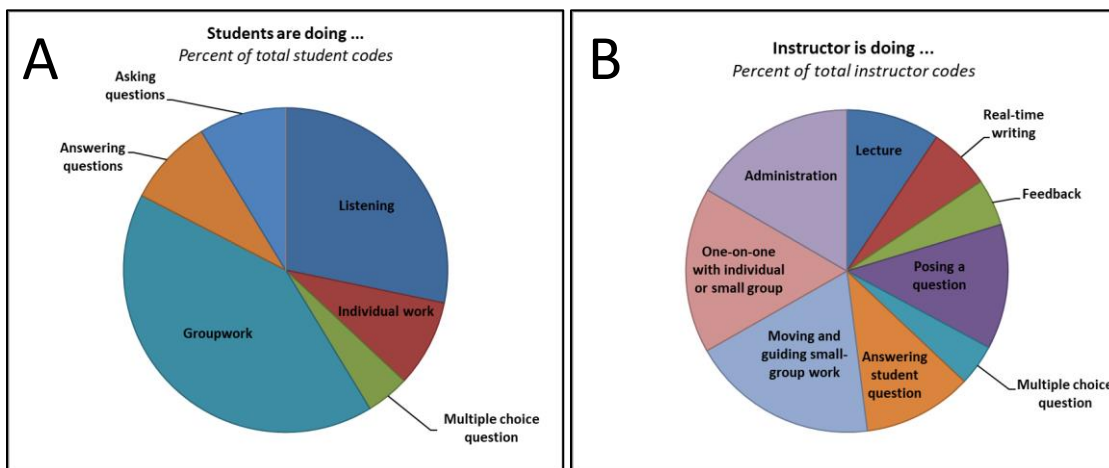 A
Students are doing ...
Percent of total student codes
Asking
questions
Answering
questions
Listening
Individual work
Groupwork
Multiple choice
question
B
Instructor is doing ...
Percent of total instructor codes
Lecture
Real-time
writing
Feedback
Administration
One-on-one
with individual
or small group
Posing a
question
Moving and
guiding small-
group work
Answering
student
question
Multiple choice
question